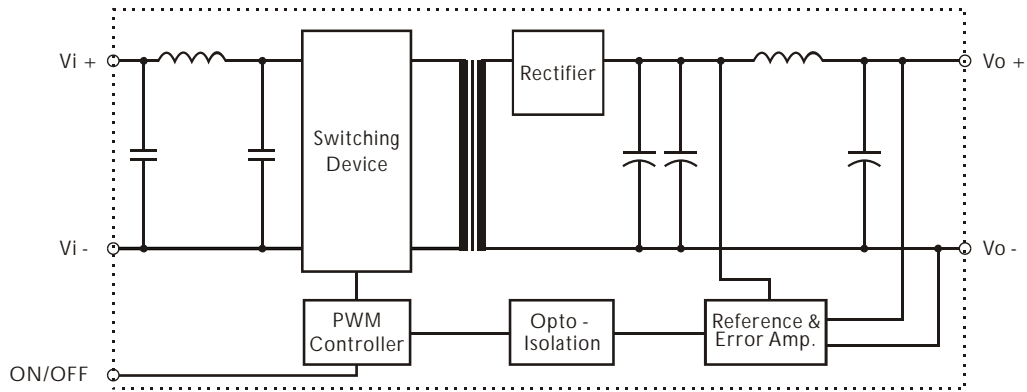 Vi +
Switching
Device
Rectifier
Vo +
Vi -
Vo -
PWM
Controller
Opto -
Isolation
Reference &
Error Amp.
ON/OFF